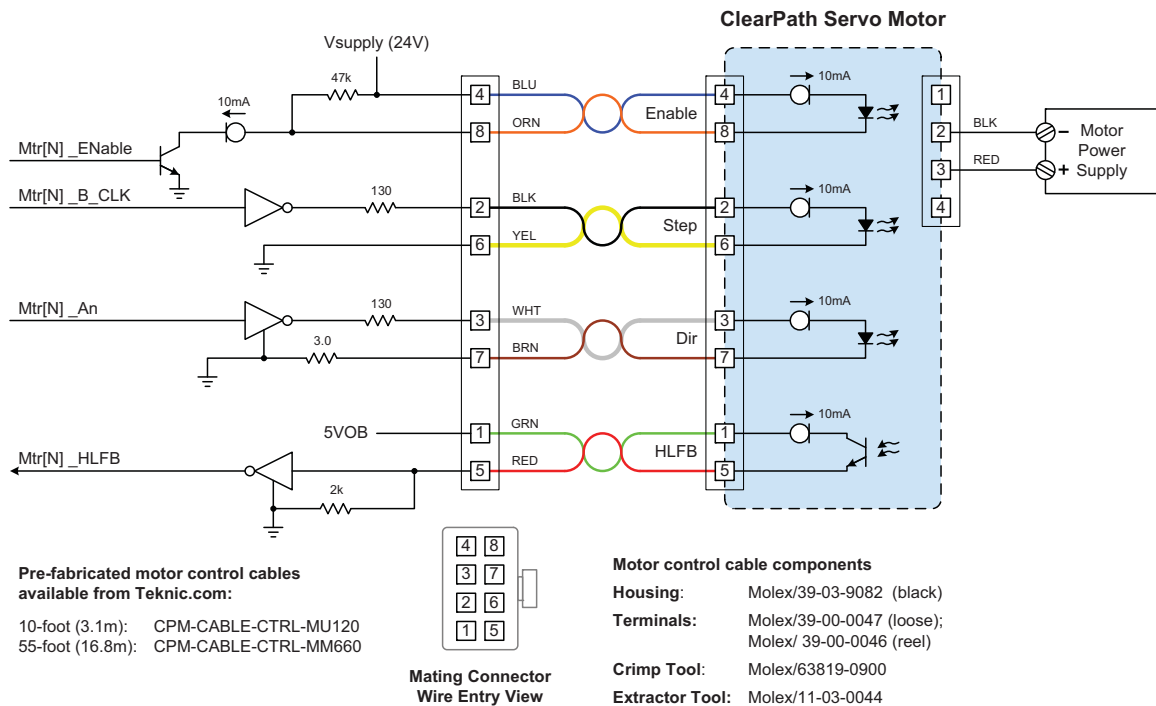 ClearPath Servo Motor
Vsupply (24V)
47k
10mA
4
BLU
4
10mA
1
Enable
8
ORN
8
2
BLK
–
Motor
Power
Supply
3
RED
+
4
Mtr[N] _ENable
Mtr[N] _B_CLK
130
2
BLK
2
10mA
Step
6
YEL
6
Mtr[N] _An
130
3
WHT
3
10mA
Dir
3.0
7
BRN
7
5VOB
1
GRN
1
10mA
HLFB
Mtr[N] _HLFB
5
RED
5
2k
4 8
3 7
2 6
1 5
Mating Connector
Wire Entry View
Pre-fabricated motor control cables
available from Teknic.com:
10-foot (3.1m): CPM-CABLE-CTRL-MU120
55-foot (16.8m): CPM-CABLE-CTRL-MM660
Motor control cable components
Housing: Molex/39-03-9082 (black)
Terminals: Molex/39-00-0047 (loose);
Molex/ 39-00-0046 (reel)
Crimp Tool: Molex/63819-0900
Extractor Tool: Molex/11-03-0044